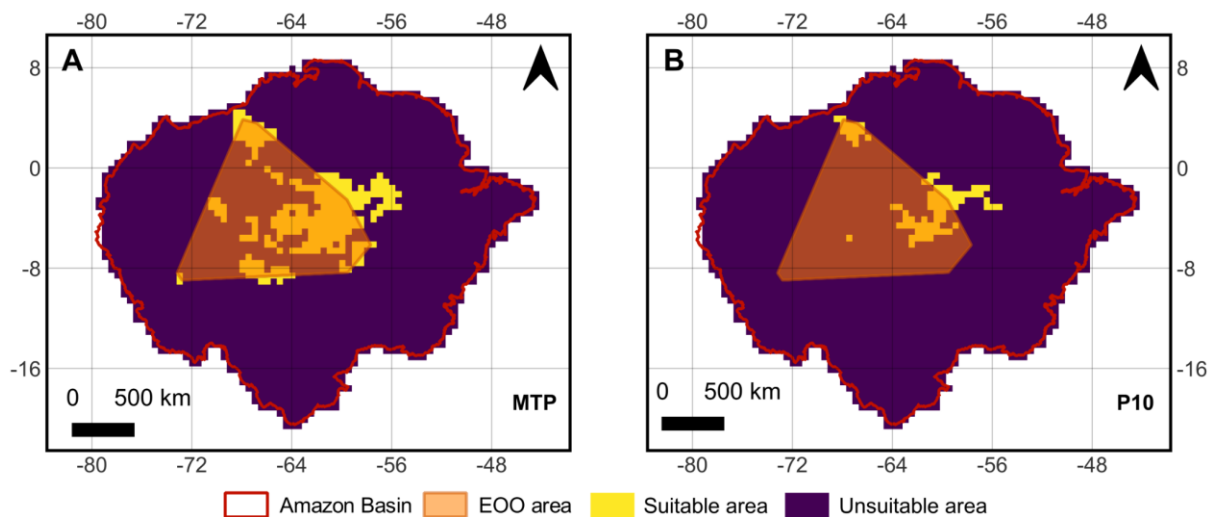 -80 -72 -64 -56 -48 -80 -72 -64 -56 -48
A B
8 8
0 0
-8 -8
-16 -16
0 500 km 0 500 km
MTP P10
-80 -72 -64 -56 -48 -80 -72 -64 -56 -48
Amazon Basin EOO area Suitable area Unsuitable area